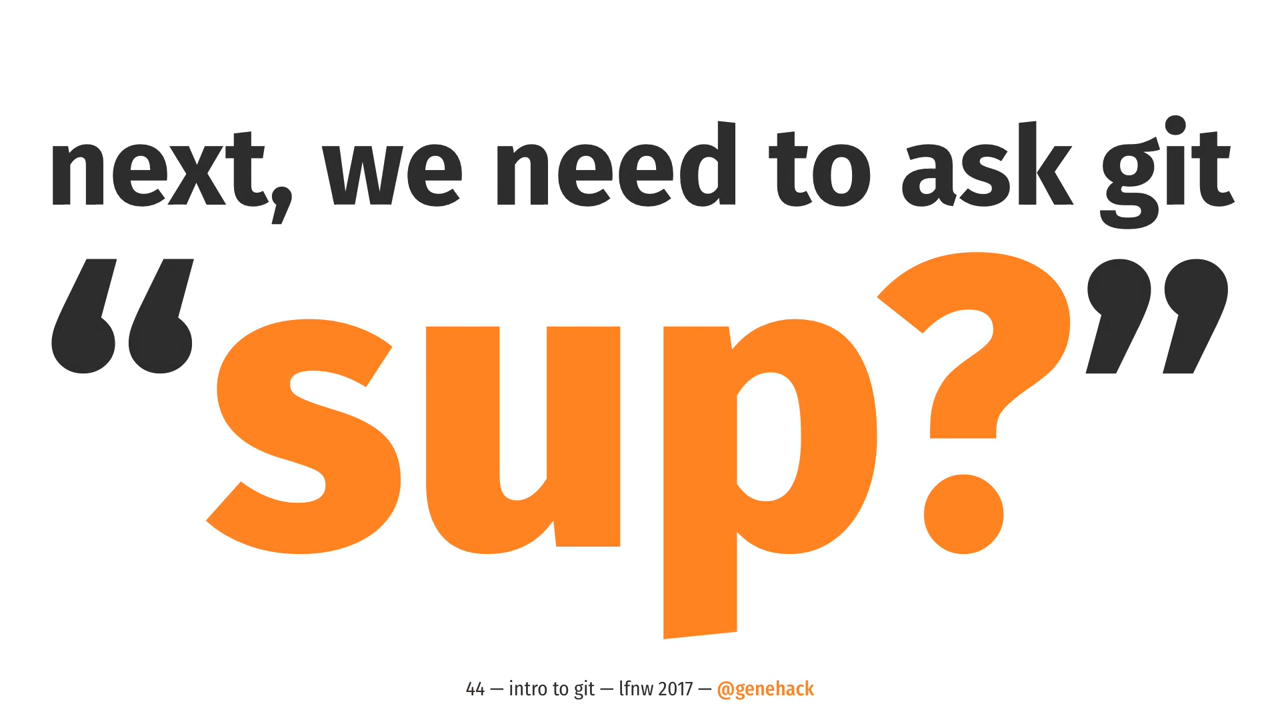 next, we need to ask git
“sup?”
44 — intro to git — lfnw 2017 — @genehack